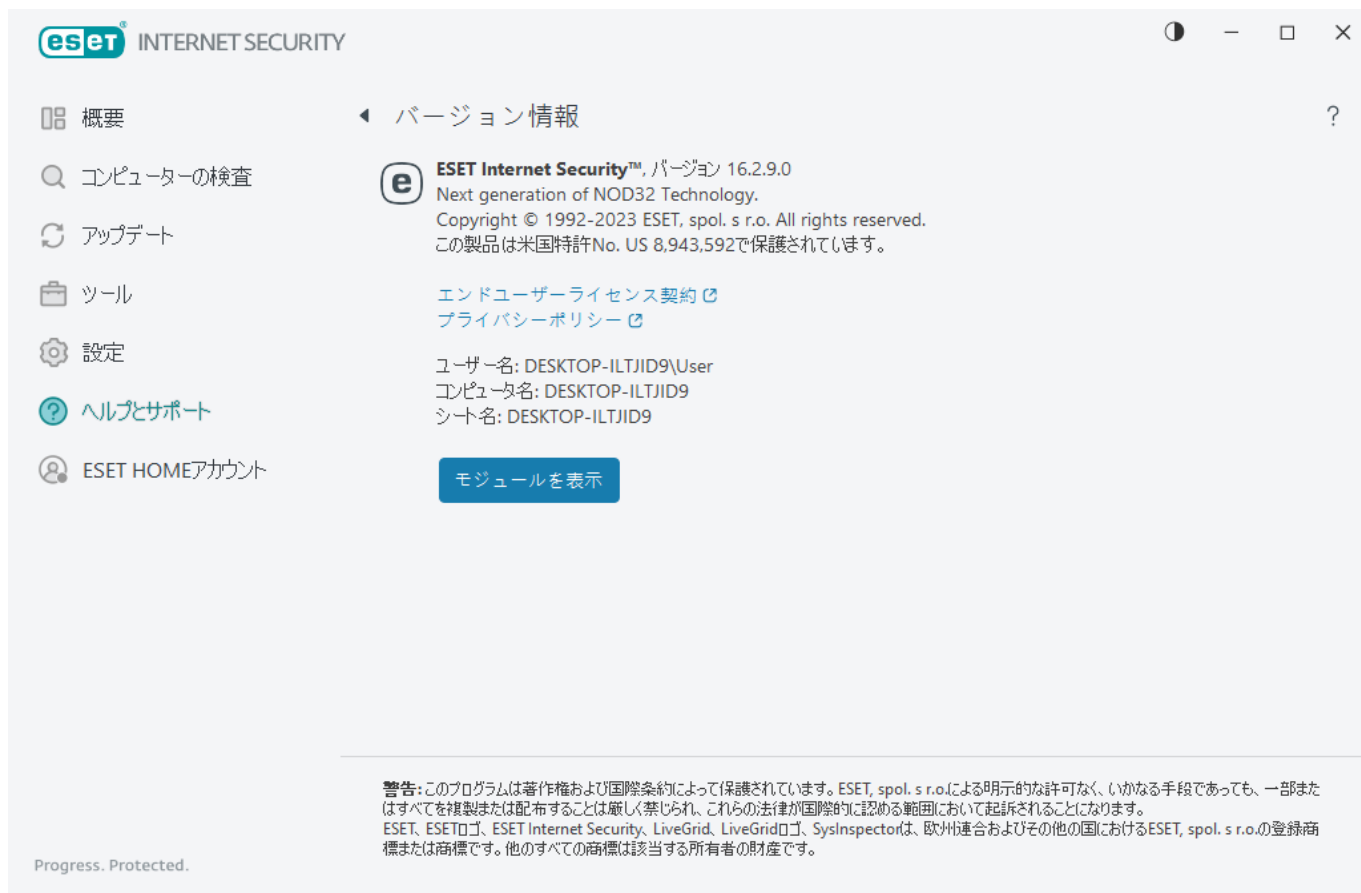 eset® INTERNET SECURITY
概要
コンピューターの検査
アップデート
ツール
設定
ヘルプとサポート
ESET HOMEアカウント
バージョン情報
?
ESET Internet Security™, バージョン 16.2.9.0
Next generation of NOD32 Technology.
Copyright © 1992-2023 ESET, spol. s r.o. All rights reserved.
この製品は米国特許No. US 8,943,592で保護されています。
エンドユーザーライセンス契約
プライバシーポリシー
ユーザー名: DESKTOP-ILTJID9\User
コンピュータ名: DESKTOP-ILTJID9
シート名: DESKTOP-ILTJID9
モジュールを表示
警告:このプログラムは著作権および国際条約によって保護されています。ESET, spol. s r.o.による明示的な許可なく、いかなる手段であっても、一部また
はすべてを複製または配布することは厳しく禁じられ、これらの法律が国際的に認める範囲において起訴されることになります。
ESET、ESETロゴ、ESET Internet Security、LiveGrid、LiveGridロゴ、SysInspectorは、欧州連合およびその他の国におけるESET, spol. s r.o.の登録商
標または商標です。他のすべての商標は該当する所有者の財産です。
Progress. Protected.